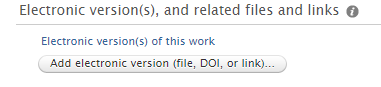 Electronic version(s), and related files and links
Electronic version(s) of this work
Add electronic version (file, DOI, or link)...